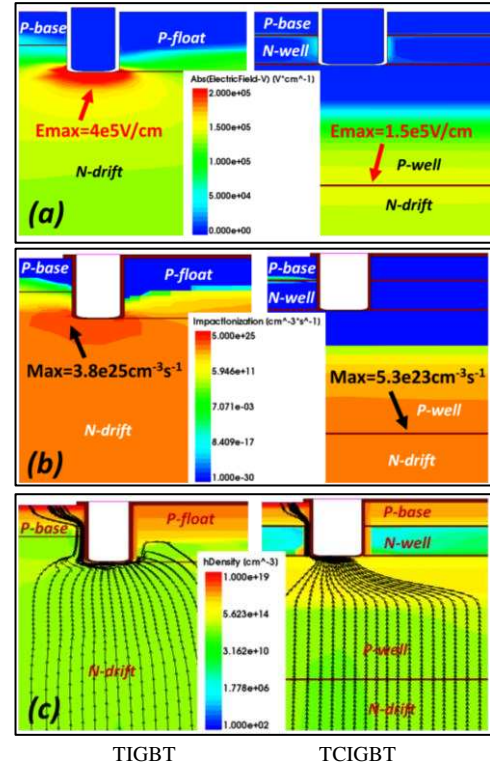 P-base
P-float
P-base
N-well
Abs(ElectricField-V) (V*cm^-1)
2.000e+05
1.500e+05
1.000e+05
5.000e+04
0.000e+00
Emax=4e5V/cm
Emax=1.5e5V/cm
P-well
N-drift
N-drift
(a)
P-base
P-float
P-base
N-well
ImpactIonization (cm^-3*s^-1)
5.000e+25
5.946e+11
7.071e-03
8.409e-17
1.000e-30
Max=3.8e25cm⁻³s⁻¹
Max=5.3e23cm⁻³s⁻¹
P-well
N-drift
N-drift
(b)
P-base
P-float
P-base
N-well
hDensity (cm^-3)
1.000e+19
5.623e+14
3.162e+10
1.778e+06
1.000e+02
N-drift
P-well
N-drift
(c)
TIGBT
TCIGBT